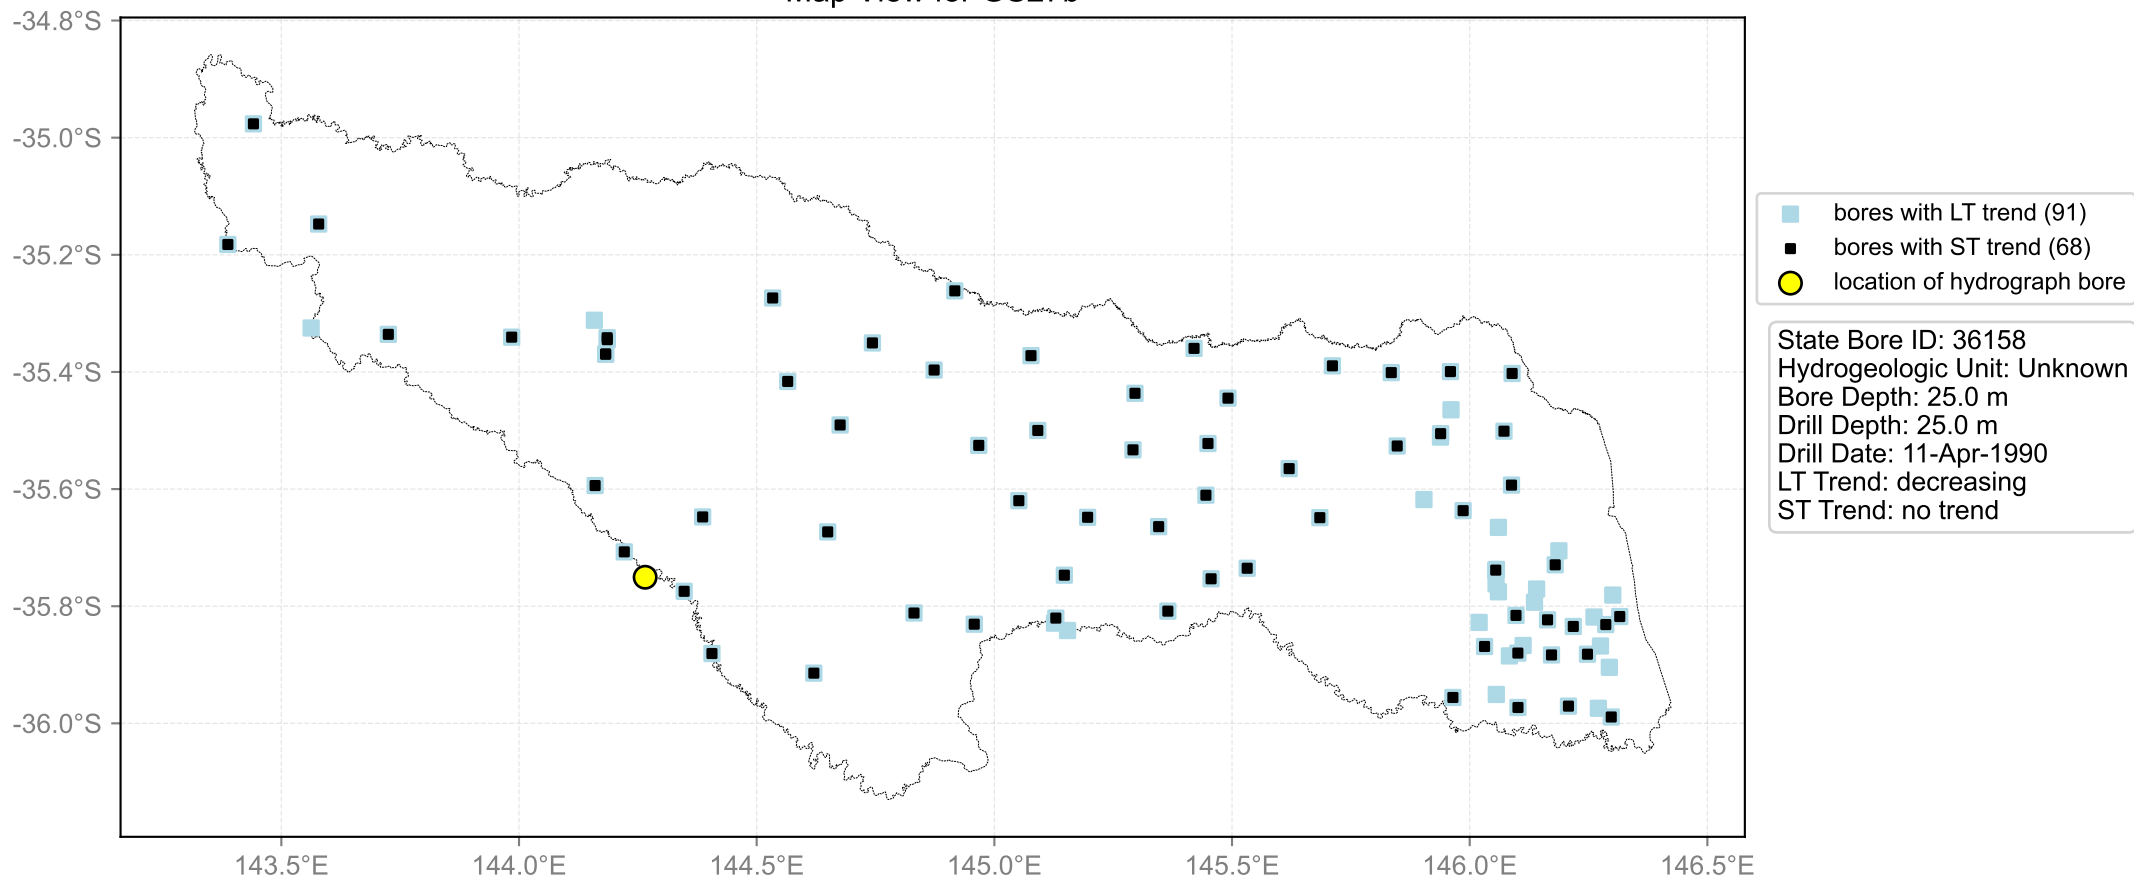 -34.8°S
-35.0°S
-35.2°S
-35.4°S
-35.6°S
-35.8°S
-36.0°S
143.5°E 144.0°E 144.5°E 145.0°E 145.5°E 146.0°E 146.5°E
bores with LT trend (91)
bores with ST trend (68)
location of hydrograph bore
State Bore ID: 36158
Hydrogeologic Unit: Unknown
Bore Depth: 25.0 m
Drill Depth: 25.0 m
Drill Date: 11-Apr-1990
LT Trend: decreasing
ST Trend: no trend